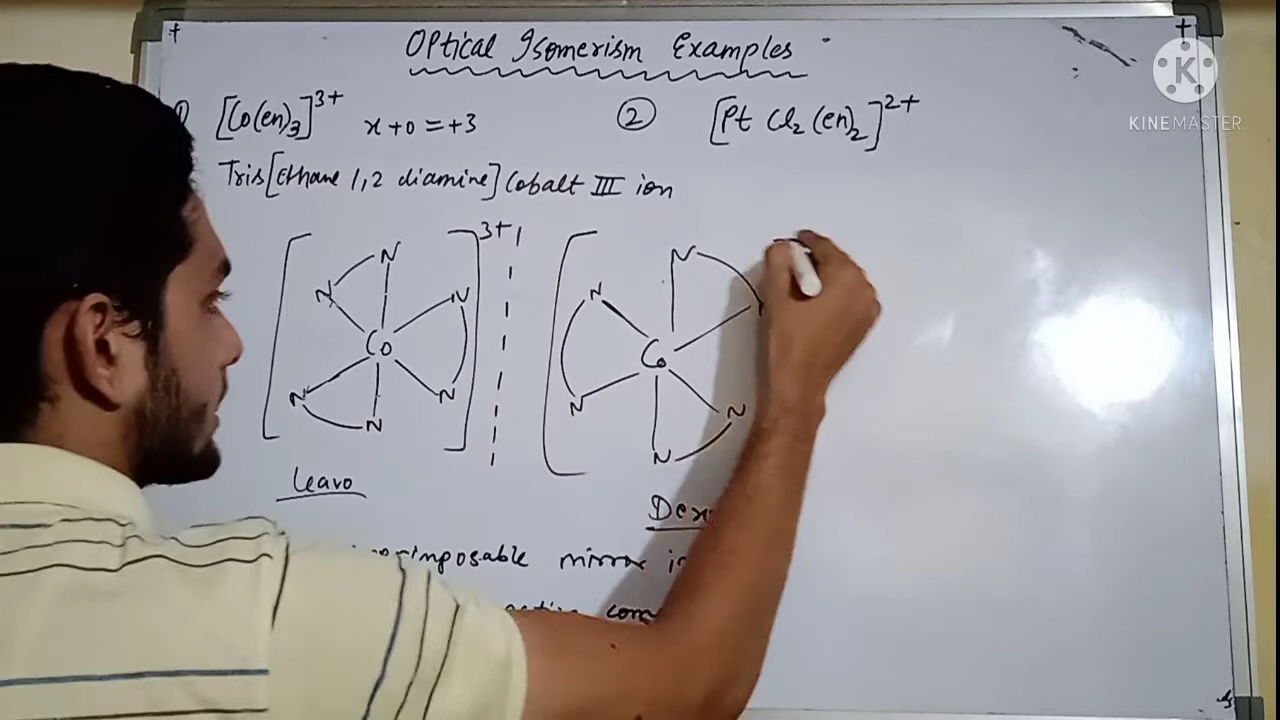 Optical Isomerism Examples
[Co(en)3]3+ x+0=+3
② [Pt Cl2 (en)2]2+
Tris[Ethane 1,2 diamine] Cobalt III ion
3+
N N N
N N N
N N
Co Co
N N N N
N N
Leavo
mirror
KINEMASTER